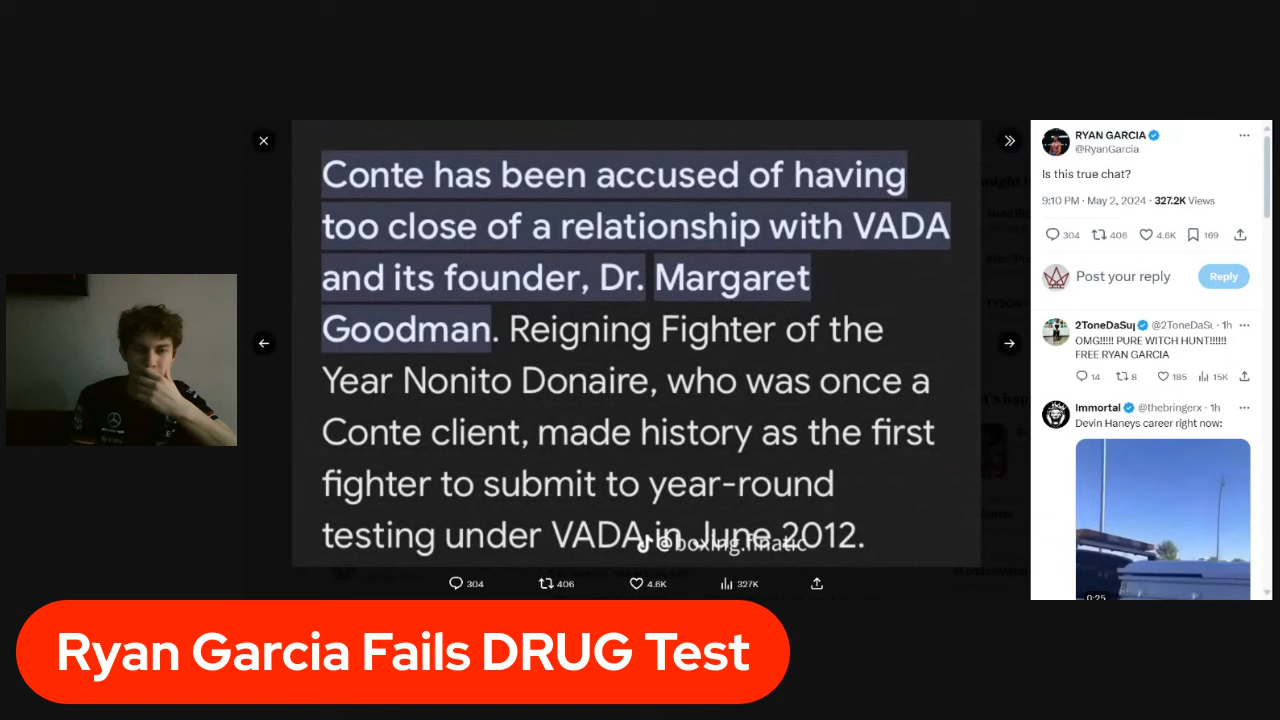 Conte has been accused of having
too close of a relationship with VADA
and its founder, Dr. Margaret
Goodman. Reigning Fighter of the
Year Nonito Donaire, who was once a
Conte client, made history as the first
fighter to submit to year-round
testing under VADA in June 2012.
@boxing.finatic
304 406 4.6K 327K
RYAN GARCIA
@RyanGarcia
Is this true chat?
9:10 PM · May 2, 2024 · 327.2K Views
304 406 4.6K 169
Post your reply
Reply
2ToneDaSu @2ToneDaSu · 1h
OMG!!!!! PURE WITCH HUNT!!!!!!
FREE RYAN GARCIA
14 8 185 15K
Immortal @thebringerx · 1h
Devin Haneys career right now:
0:25
Ryan Garcia Fails DRUG Test